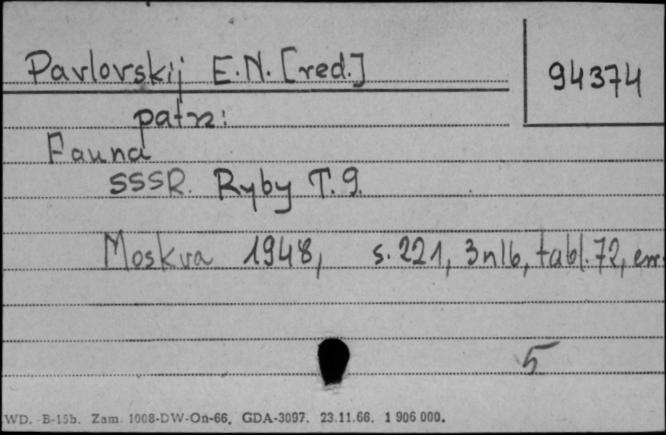 Pavlovskij E.N. [red.]
94374
patrz:
Fauna
SSSR. Ryby T. 9.
Moskva 1948, s. 221, 3 nlb, tabl. 72,
5
WD. B-15b. Zam. 1008-DW-On-66. GDA-3097. 23.11.66. 1 906 000.